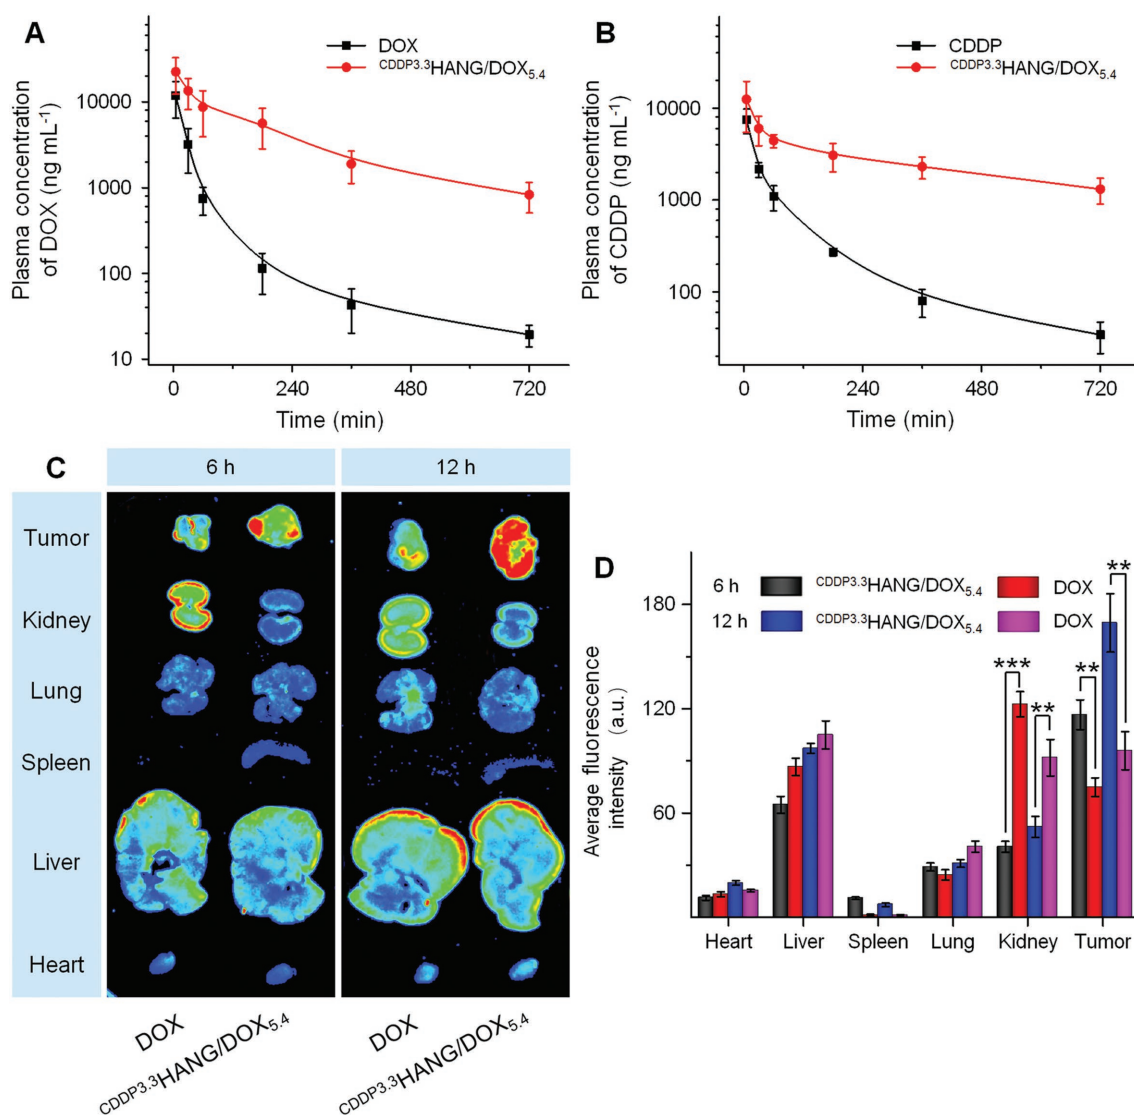 A
DOX
CDDP3.3HANG/DOX5.4
Plasma concentration
of DOX (ng mL-1)
10000
1000
100
10
0 240 480 720
Time (min)
B
CDDP
CDDP3.3HANG/DOX5.4
Plasma concentration
of CDDP (ng mL-1)
10000
1000
100
0 240 480 720
Time (min)
C
6 h 12 h
Tumor
Kidney
Lung
Spleen
Liver
Heart
DOX
CDDP3.3HANG/DOX5.4
DOX
CDDP3.3HANG/DOX5.4
D
6 h CDDP3.3HANG/DOX5.4 DOX
12 h CDDP3.3HANG/DOX5.4 DOX
Average fluorescence
intensity (a.u.)
180
120
60
*** ** ** **
Heart Liver Spleen Lung Kidney Tumor